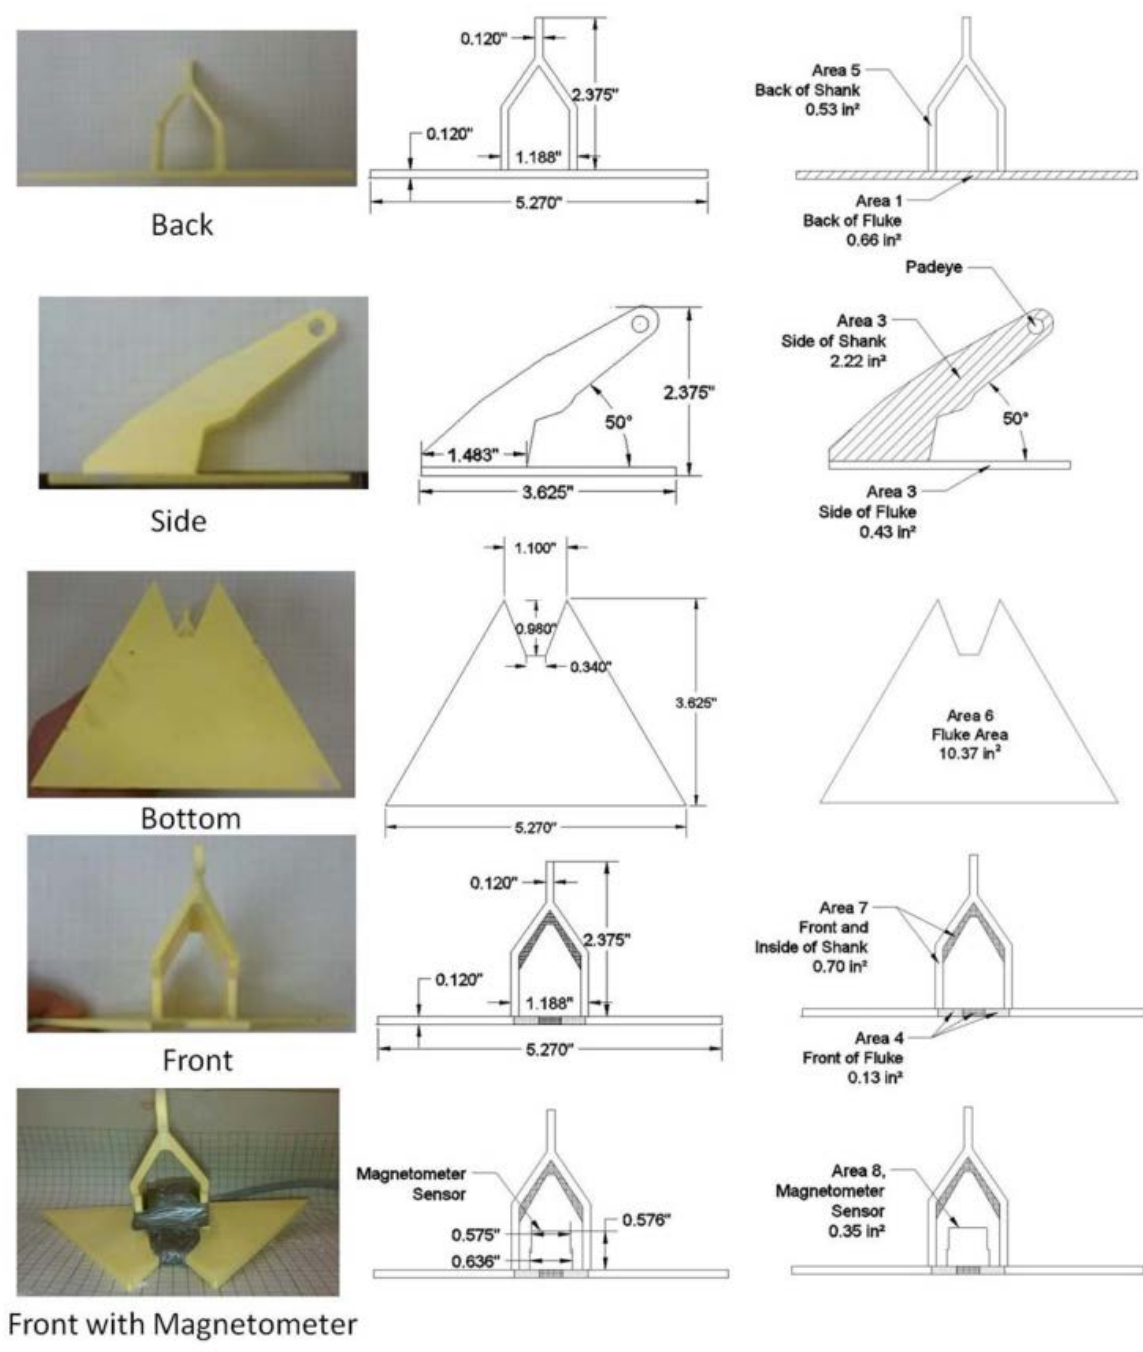 0.120"
2.375"
0.120"
1.188"
5.270"
Area 5
Back of Shank
0.53 in²
Area 1
Back of Fluke
0.66 in²
Back
Padeye
2.375"
50°
1.483"
3.625"
Area 3
Side of Shank
2.22 in²
50°
Area 3
Side of Fluke
0.43 in²
Side
1.100"
0.980"
0.340"
3.625"
5.270"
Area 6
Fluke Area
10.37 in²
Bottom
0.120"
2.375"
0.120"
1.188"
5.270"
Area 7
Front and
Inside of Shank
0.70 in²
Area 4
Front of Fluke
0.13 in²
Front
Magnetometer
Sensor
0.576"
0.575"
0.636"
Area 8,
Magnetometer
Sensor
0.35 in²
Front with Magnetometer